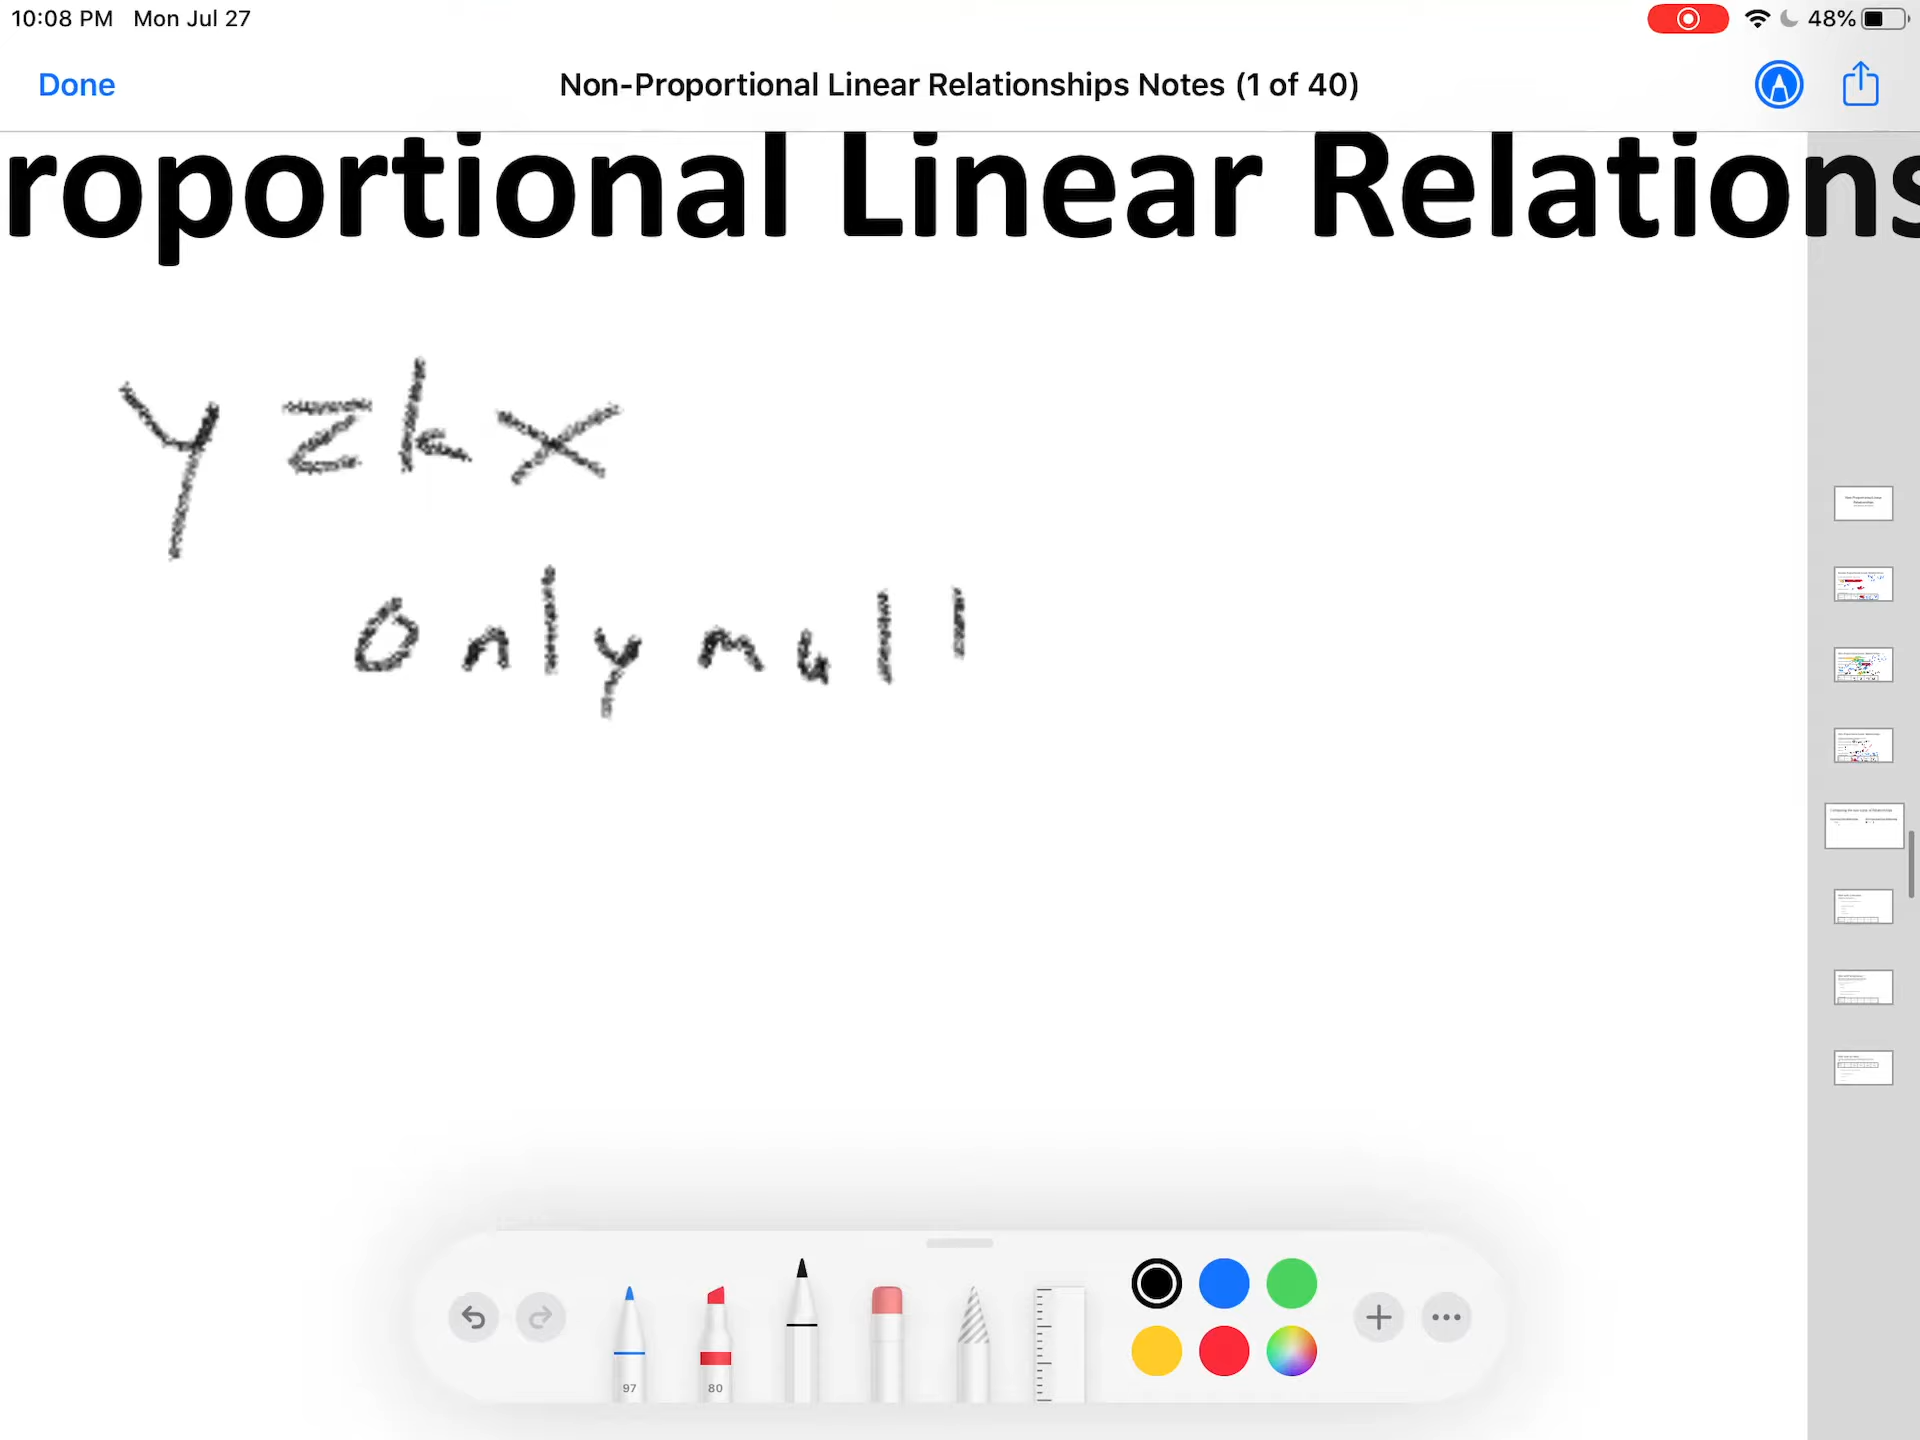 10:08 PM Mon Jul 27 48%
Done Non-Proportional Linear Relationships Notes (1 of 40)
roportional Linear Relations
y = kx
only mul
97 80